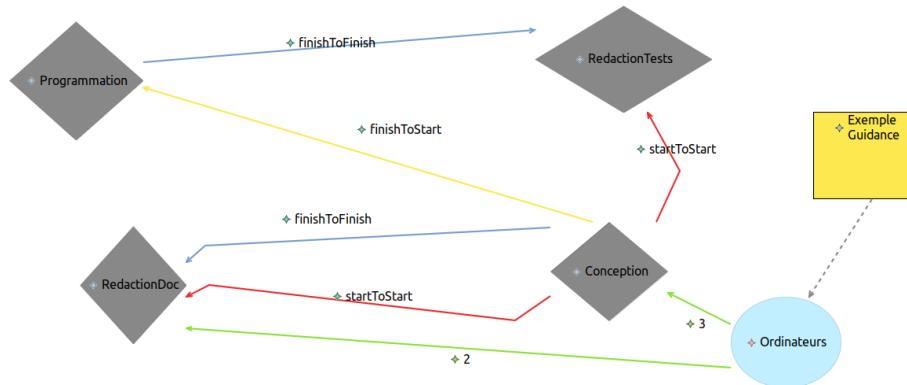 finishToFinish
RedactionTests
Programmation
Exemple
Guidance
finishToStart
startToStart
finishToFinish
Conception
RedactionDoc
startToStart
3
Ordinateurs
2